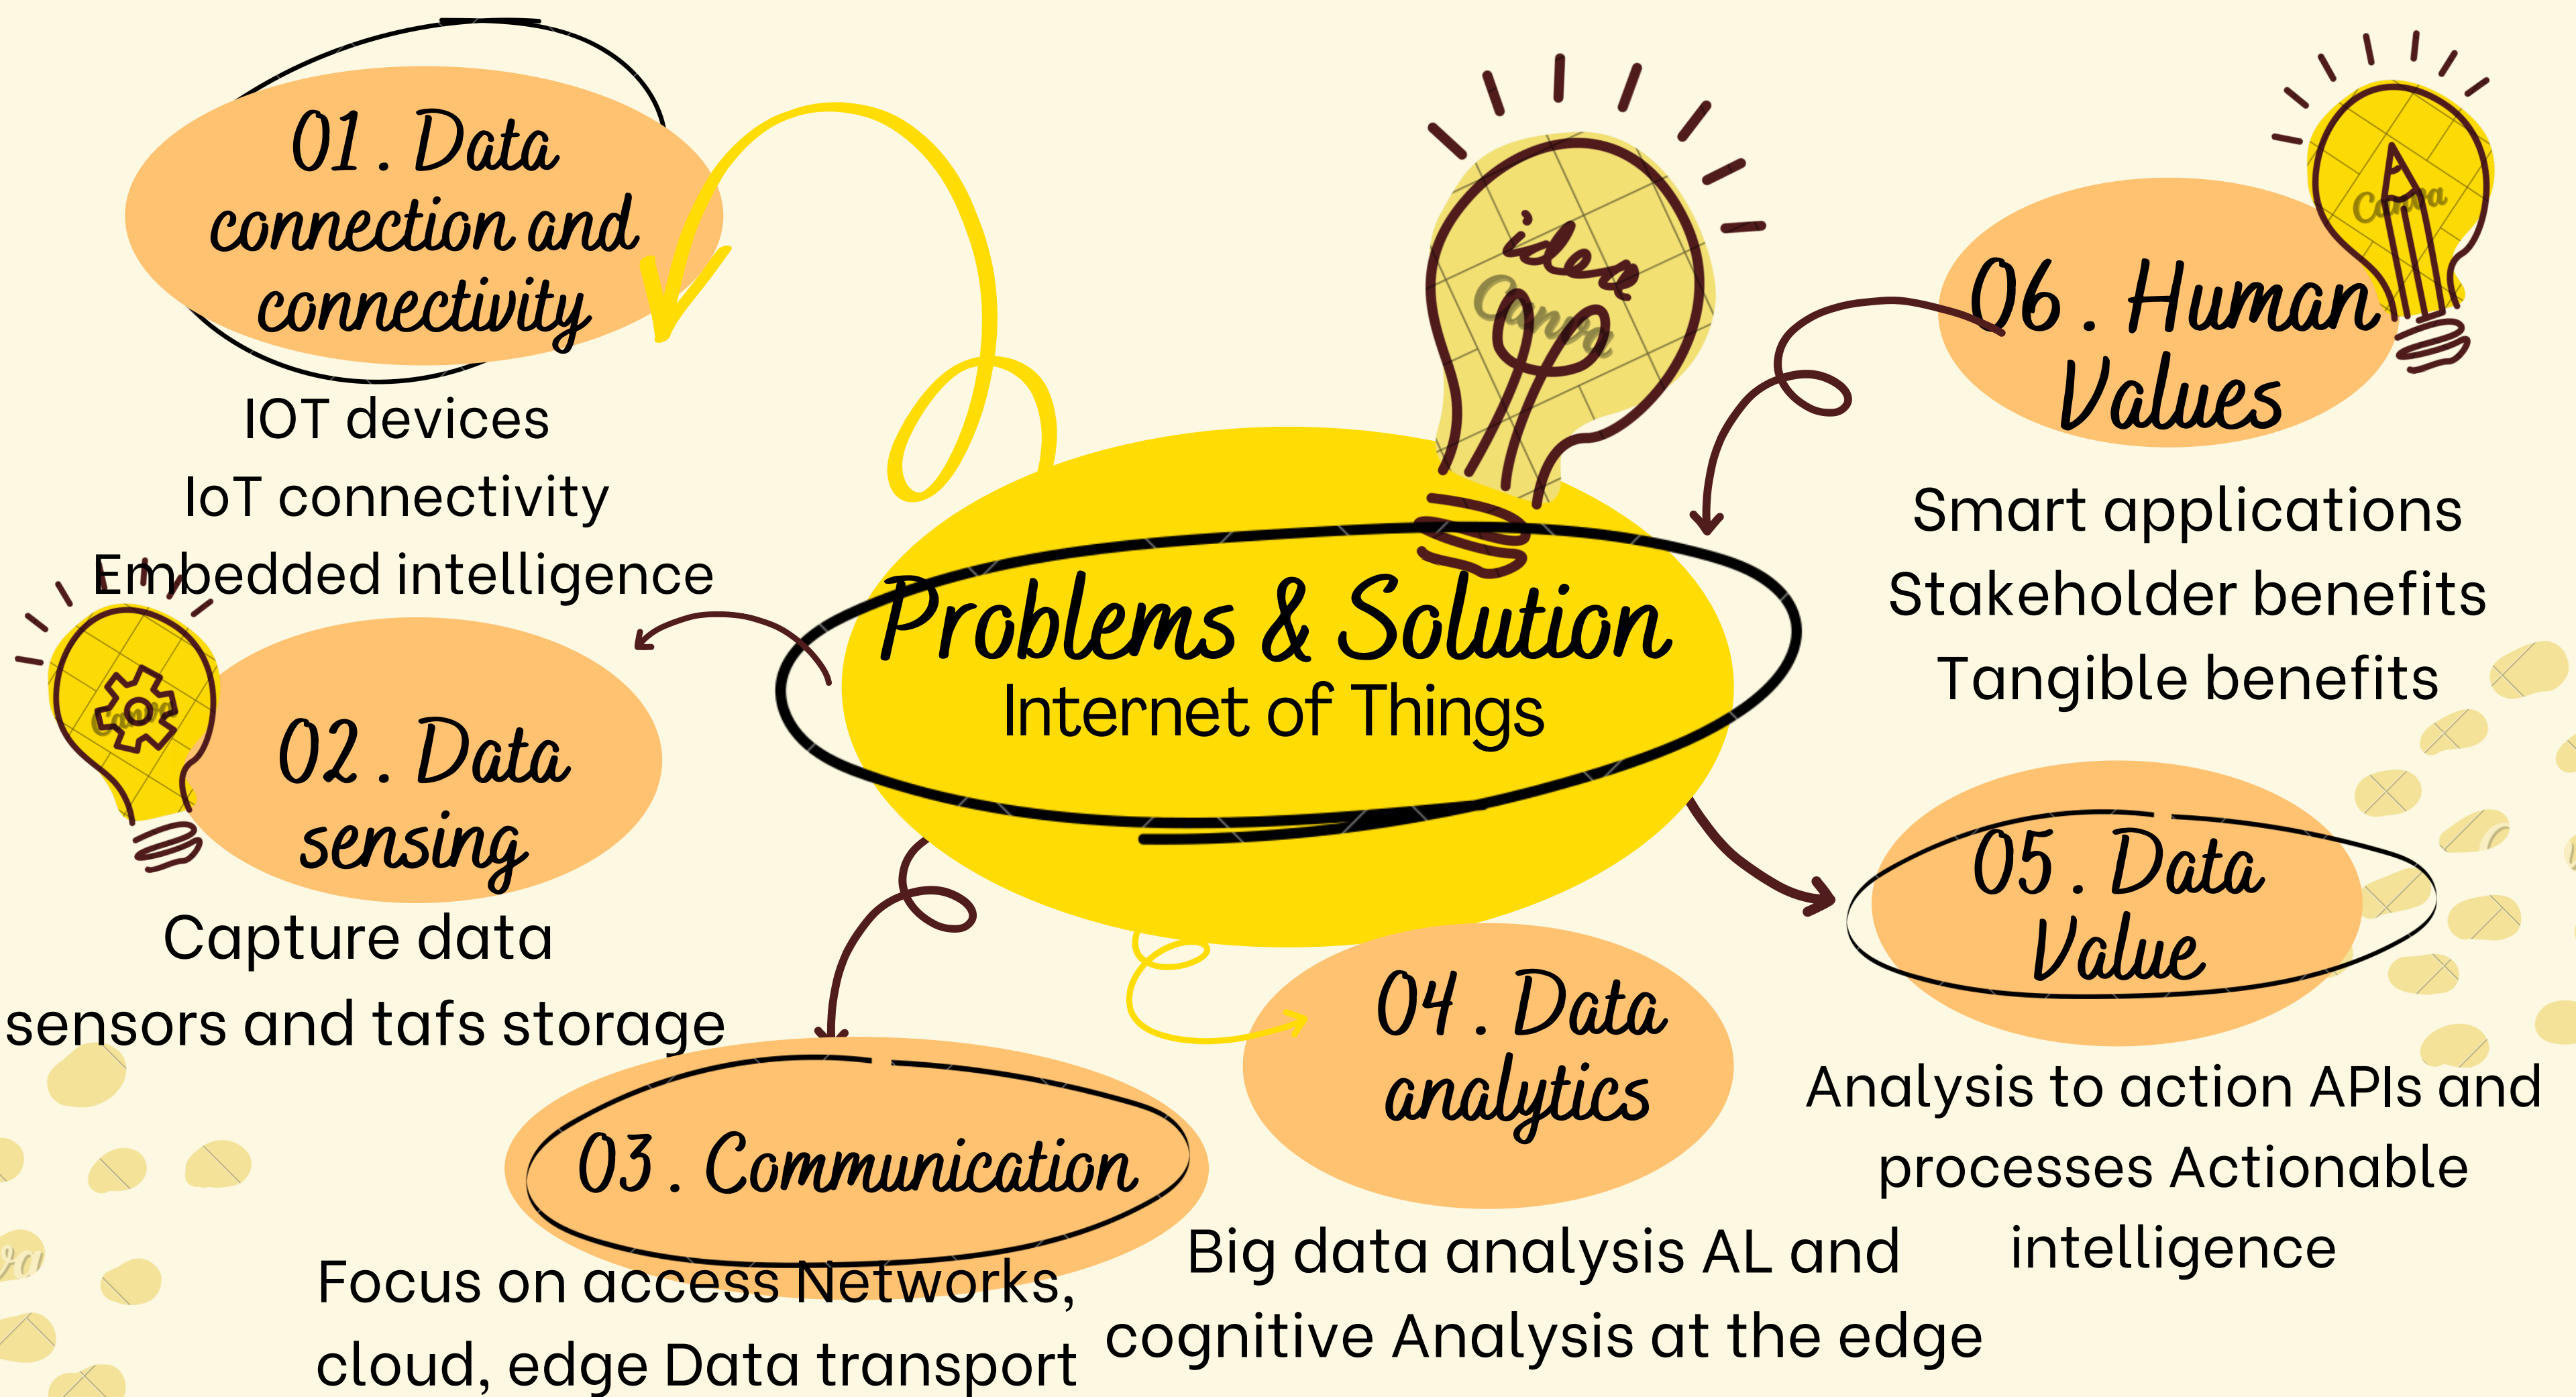 01. Data
connection and
connectivity
IOT devices
IoT connectivity
Embedded intelligence
02. Data
sensing
Capture data
sensors and tafs storage
03. Communication
Focus on access Networks,
cloud, edge Data transport
idea
Canva
Problems & Solution
Internet of Things
04. Data
analytics
Big data analysis AL and
cognitive Analysis at the edge
05. Data
Value
Analysis to action APIs and
processes Actionable
intelligence
06. Human
Values
Smart applications
Stakeholder benefits
Tangible benefits
Canva
Canva